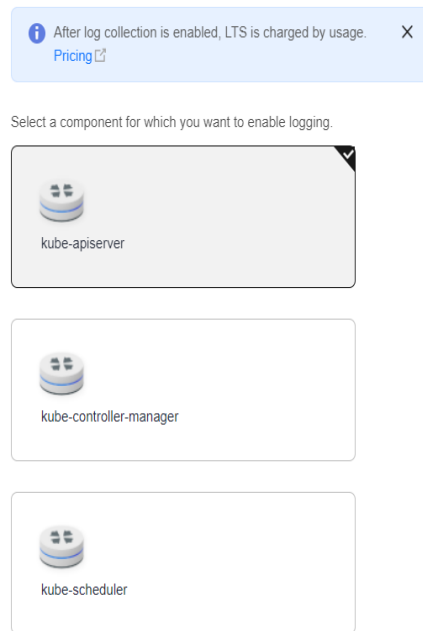 After log collection is enabled, LTS is charged by usage.
Pricing
Select a component for which you want to enable logging.
kube-apiserver
kube-controller-manager
kube-scheduler